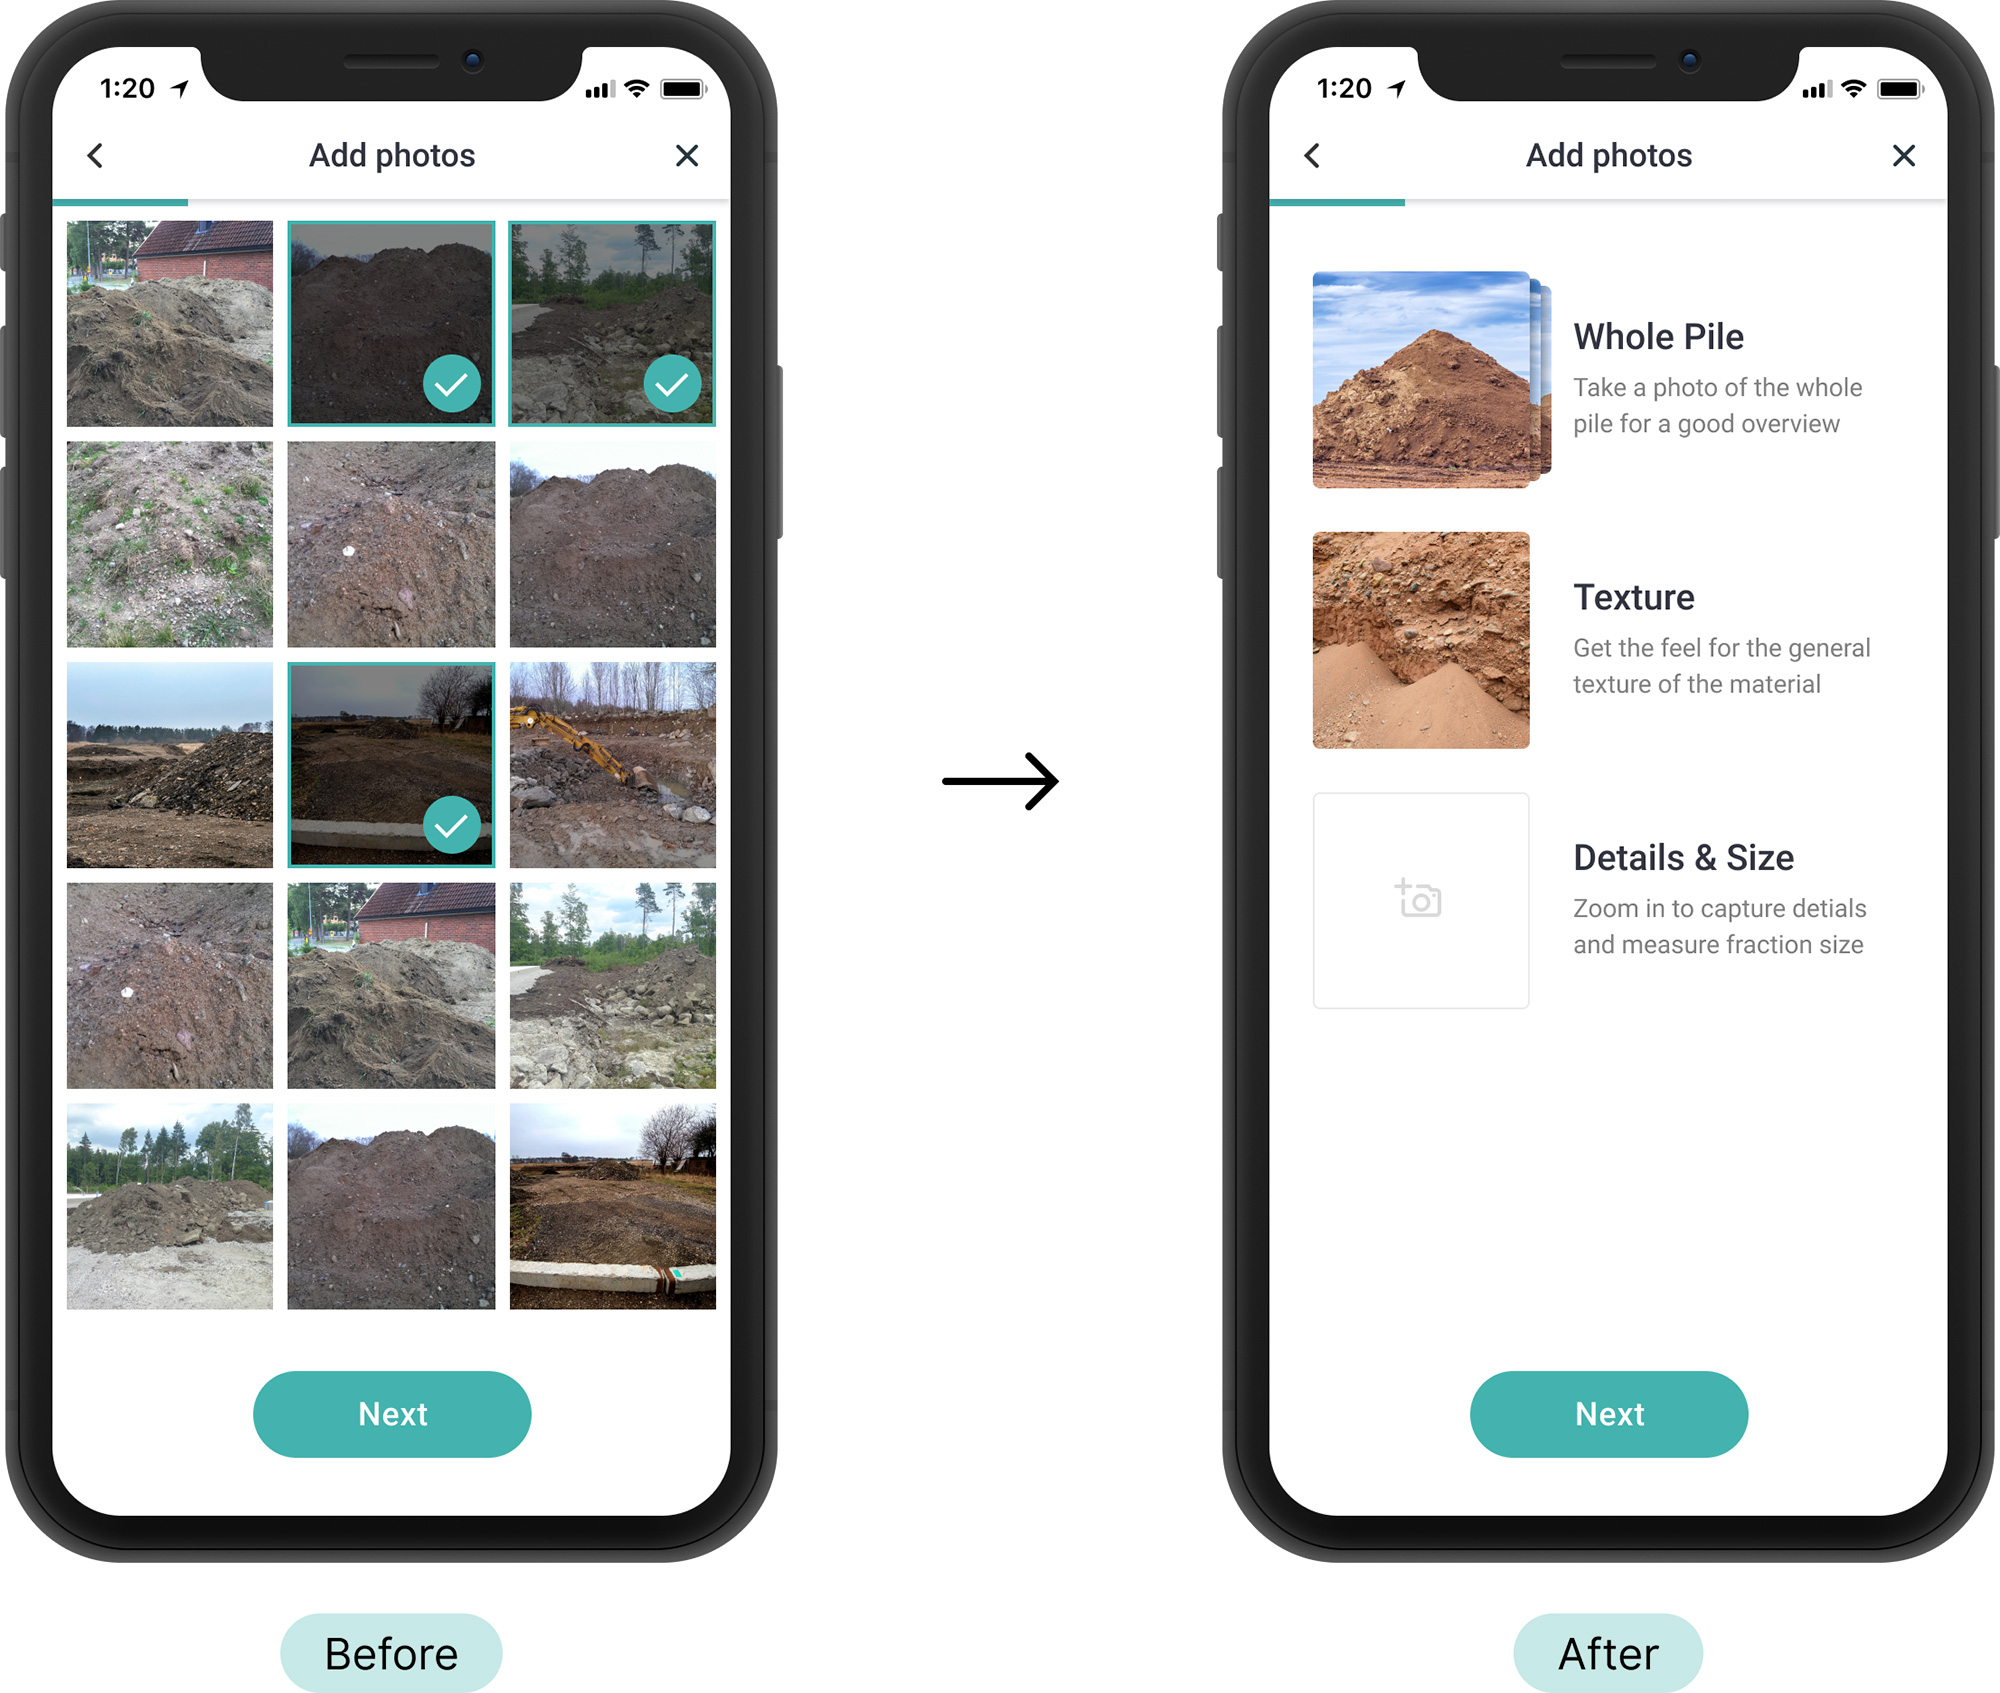 1:20
Add photos
Next
Before
1:20
Add photos
Whole Pile
Take a photo of the whole
pile for a good overview
Texture
Get the feel for the general
texture of the material
Details & Size
Zoom in to capture detials
and measure fraction size
Next
After